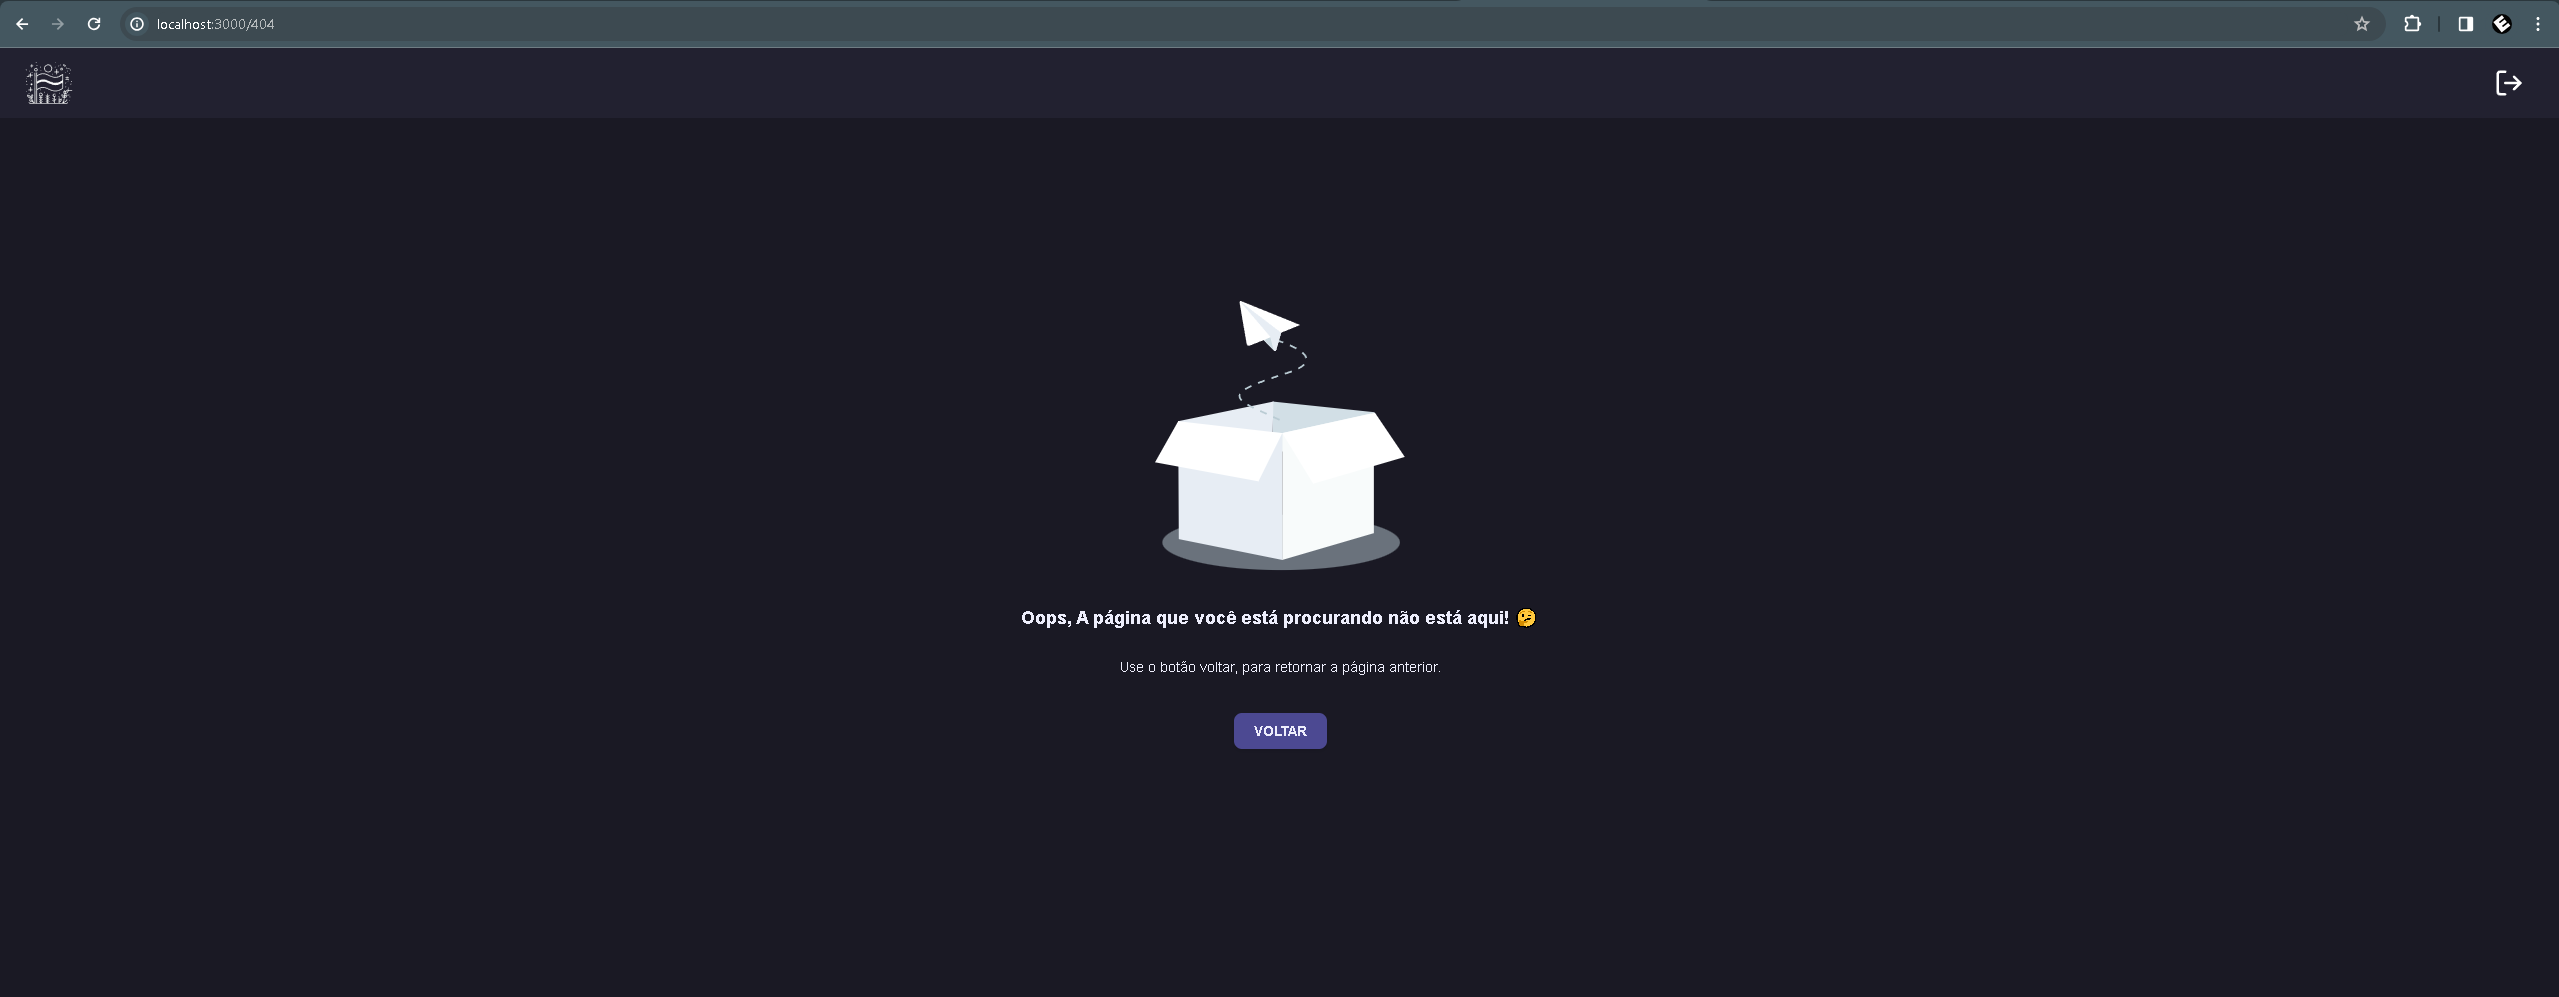 localhost:3000/404
Oops, A página que você está procurando não está aqui! 🤔
Use o botão voltar, para retornar a página anterior.
VOLTAR